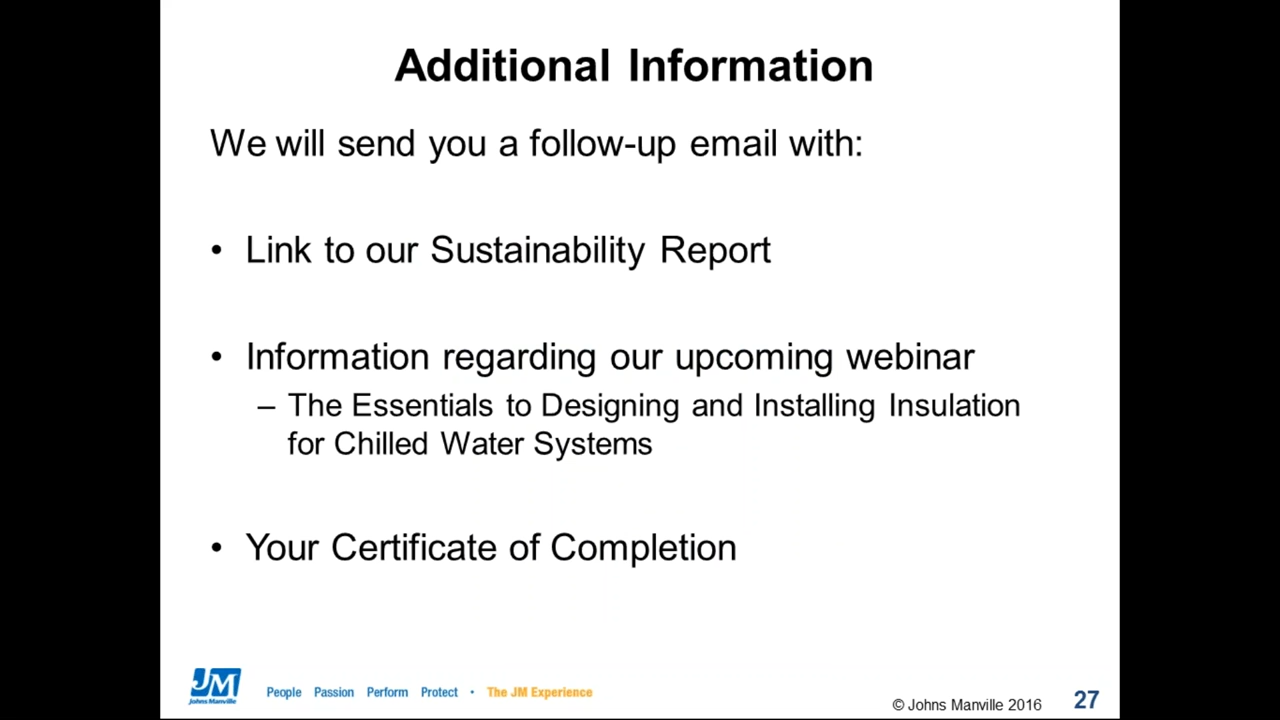 Additional Information
We will send you a follow-up email with:
• Link to our Sustainability Report
• Information regarding our upcoming webinar
– The Essentials to Designing and Installing Insulation
for Chilled Water Systems
• Your Certificate of Completion
JM
Johns Manville
People Passion Perform Protect • The JM Experience
© Johns Manville 2016
27